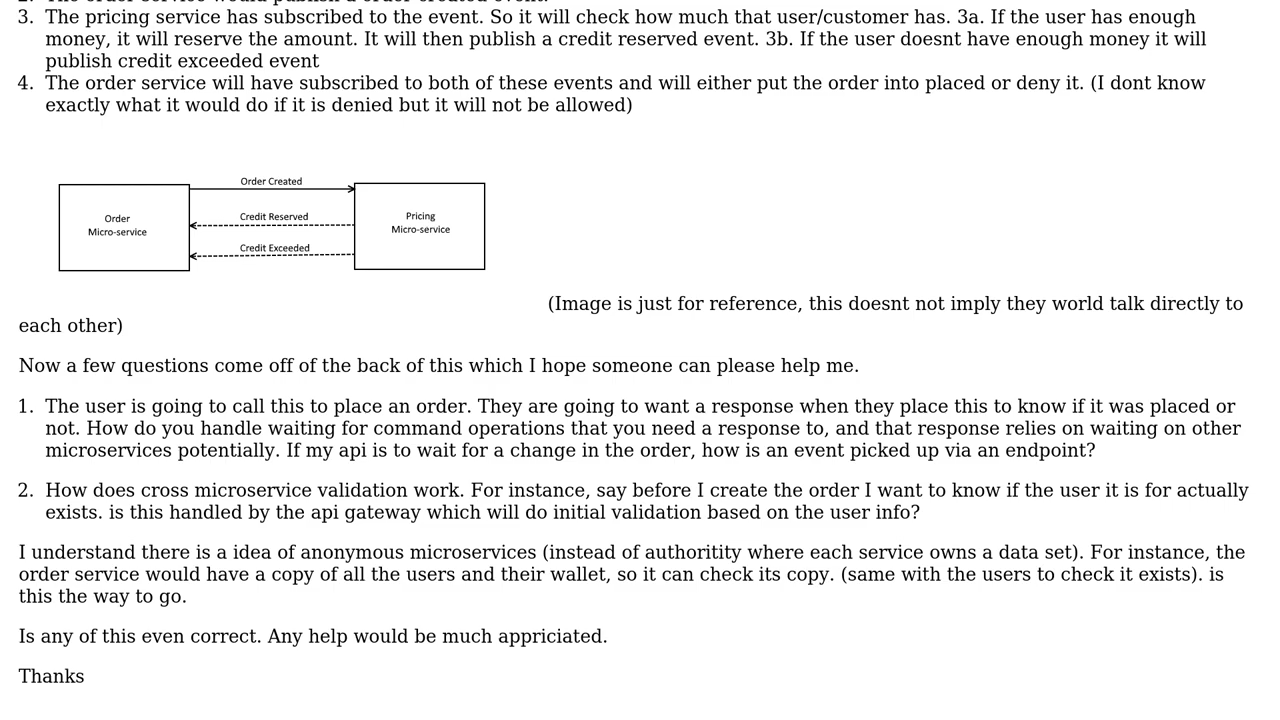 2. The order service would publish a order created event.
3. The pricing service has subscribed to the event. So it will check how much that user/customer has. 3a. If the user has enough
money, it will reserve the amount. It will then publish a credit reserved event. 3b. If the user doesnt have enough money it will
publish credit exceeded event
4. The order service will have subscribed to both of these events and will either put the order into placed or deny it. (I dont know
exactly what it would do if it is denied but it will not be allowed)
Order Created
Order
Micro-service
Credit Reserved
Credit Exceeded
Pricing
Micro-service
(Image is just for reference, this doesnt not imply they world talk directly to
each other)
Now a few questions come off of the back of this which I hope someone can please help me.
1. The user is going to call this to place an order. They are going to want a response when they place this to know if it was placed or
not. How do you handle waiting for command operations that you need a response to, and that response relies on waiting on other
microservices potentially. If my api is to wait for a change in the order, how is an event picked up via an endpoint?
2. How does cross microservice validation work. For instance, say before I create the order I want to know if the user it is for actually
exists. is this handled by the api gateway which will do initial validation based on the user info?
I understand there is a idea of anonymous microservices (instead of authoritity where each service owns a data set). For instance, the
order service would have a copy of all the users and their wallet, so it can check its copy. (same with the users to check it exists). is
this the way to go.
Is any of this even correct. Any help would be much appriciated.
Thanks